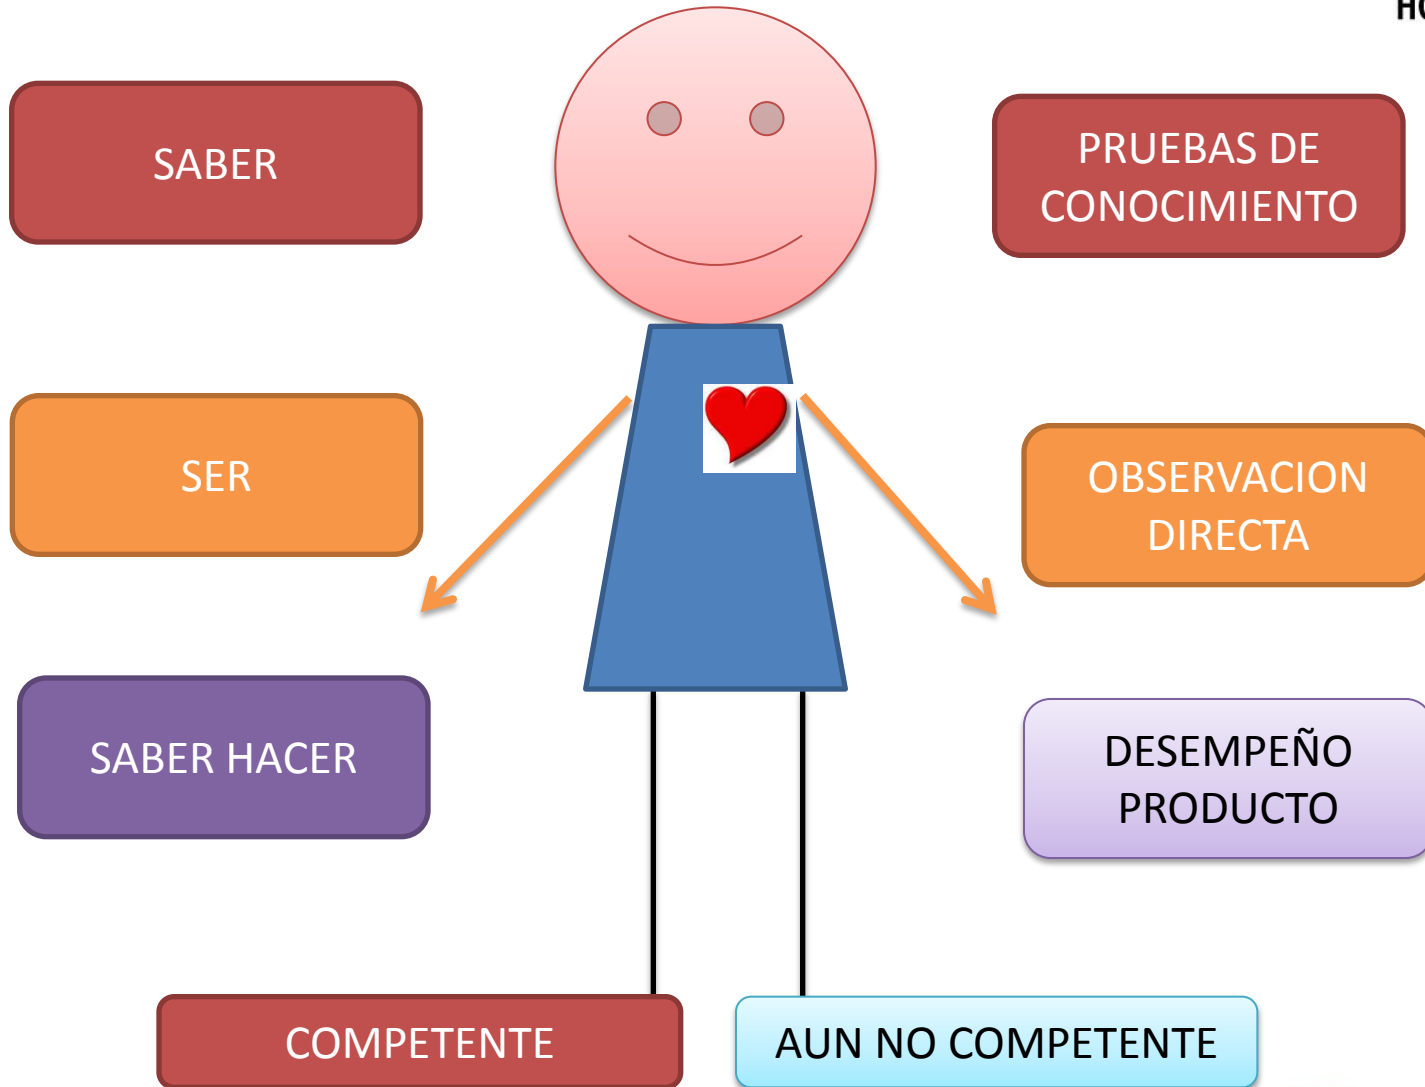 SABER
PRUEBAS DE
CONOCIMIENTO
SER
OBSERVACION
DIRECTA
SABER HACER
DESEMPEÑO
PRODUCTO
COMPETENTE
AUN NO COMPETENTE